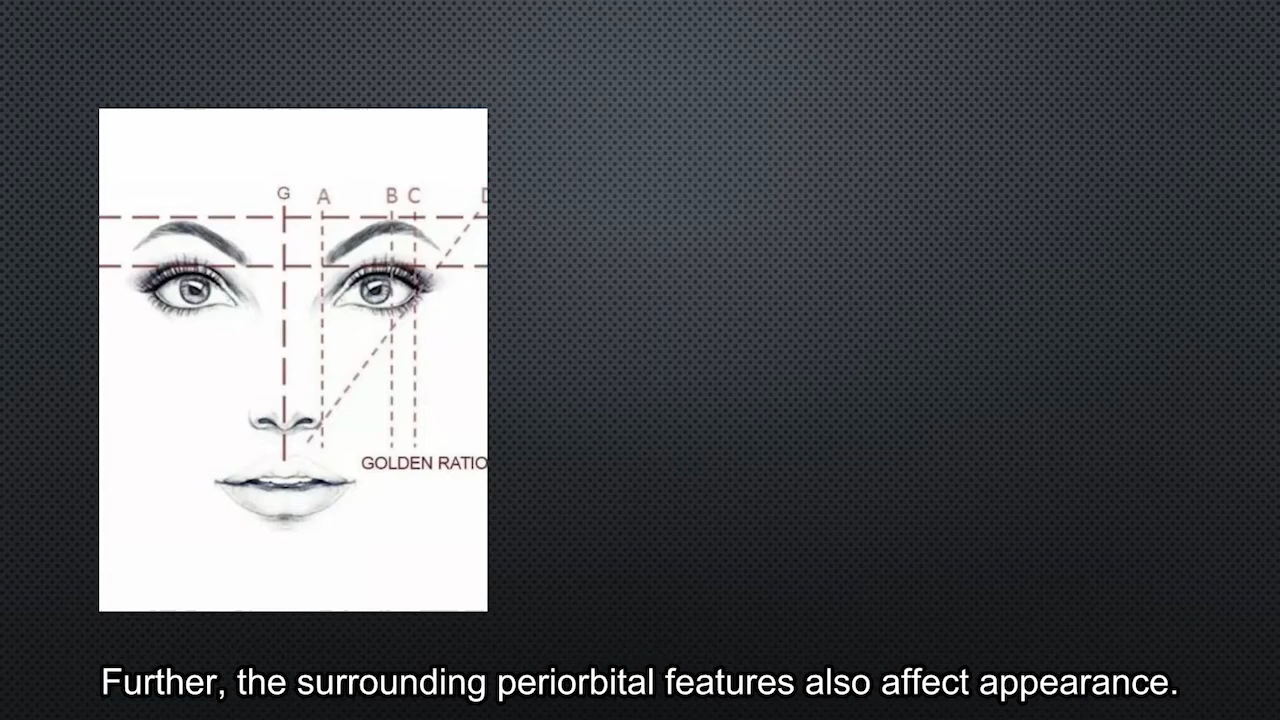 G A B C D
GOLDEN RATIO
Further, the surrounding periorbital features also affect appearance.